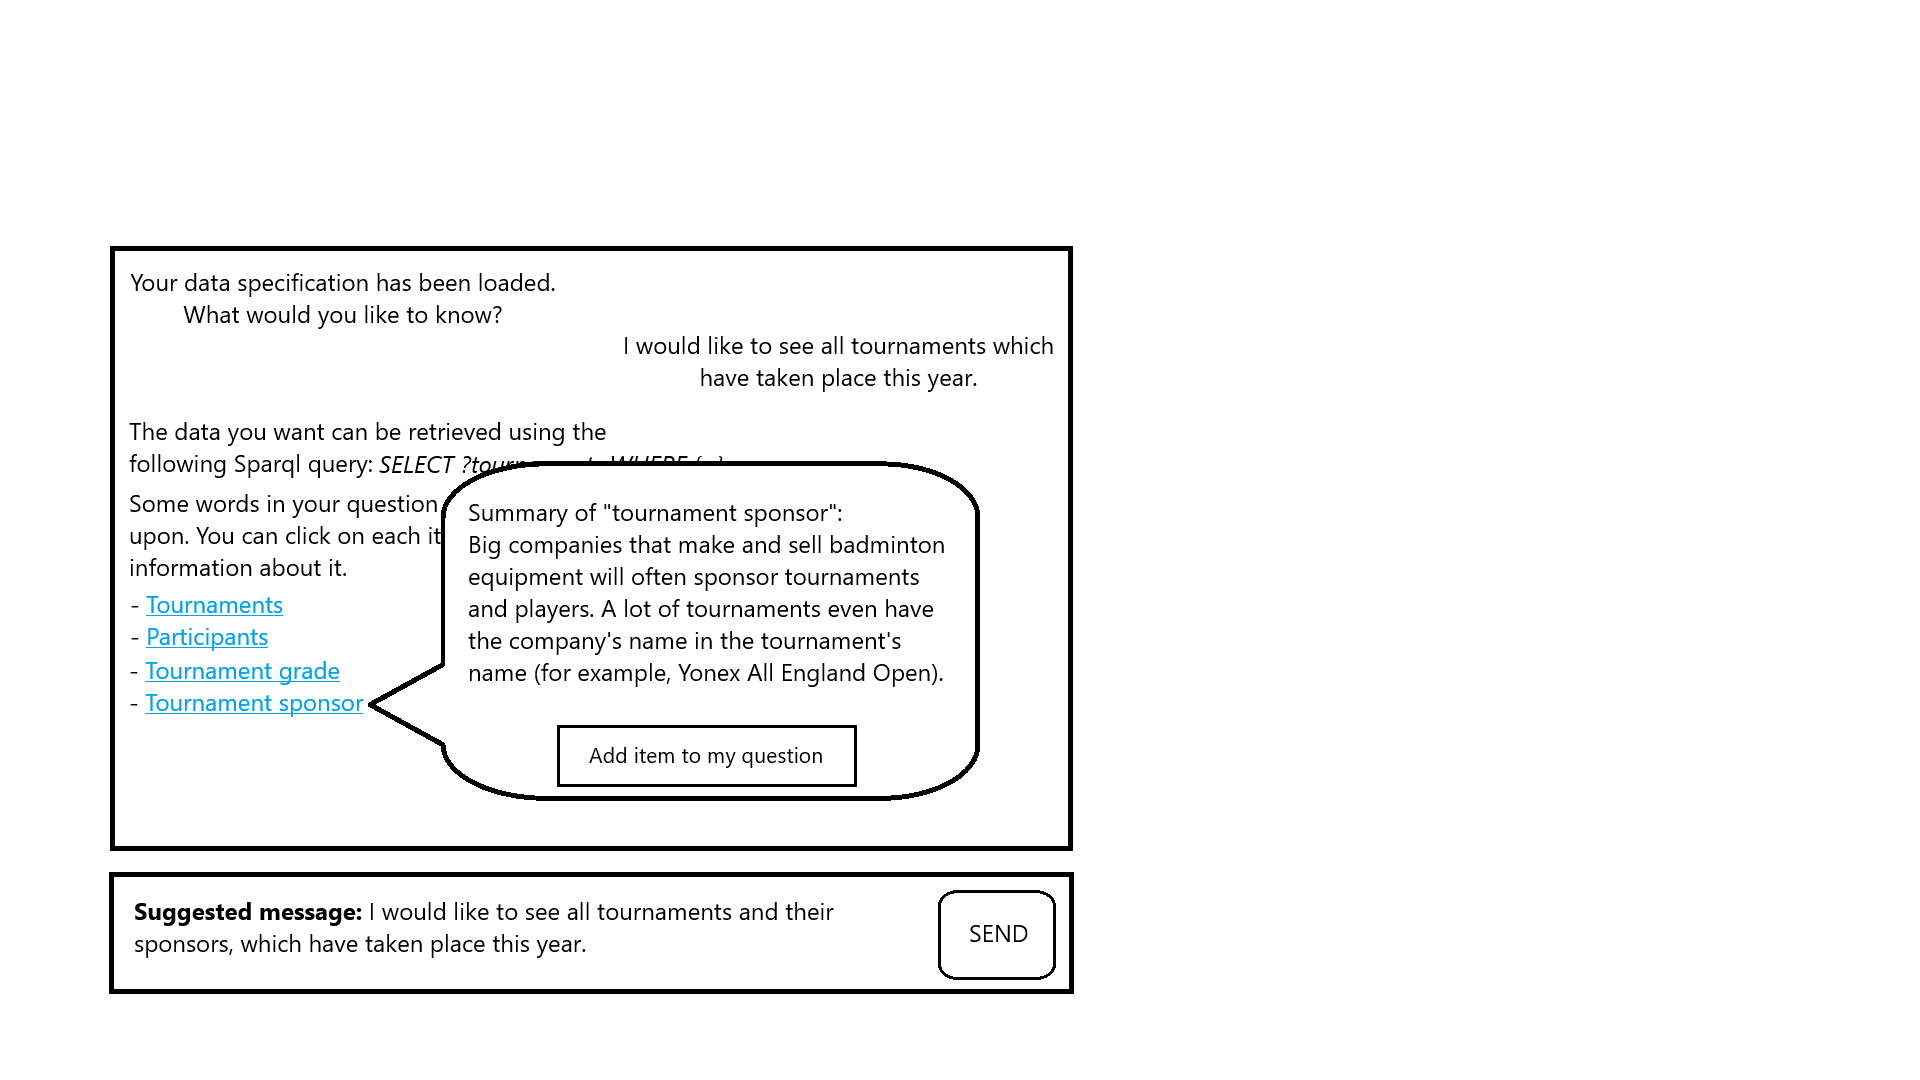 Your data specification has been loaded.
What would you like to know?
I would like to see all tournaments which
have taken place this year.
The data you want can be retrieved using the
following Sparql query: SELECT
Some words in your question
upon. You can click on each it
information about it.
- Tournaments
- Participants
- Tournament grade
- Tournament sponsor
Summary of "tournament sponsor":
Big companies that make and sell badminton
equipment will often sponsor tournaments
and players. A lot of tournaments even have
the company's name in the tournament's
name (for example, Yonex All England Open).
Add item to my question
Suggested message: I would like to see all tournaments and their
sponsors, which have taken place this year.
SEND